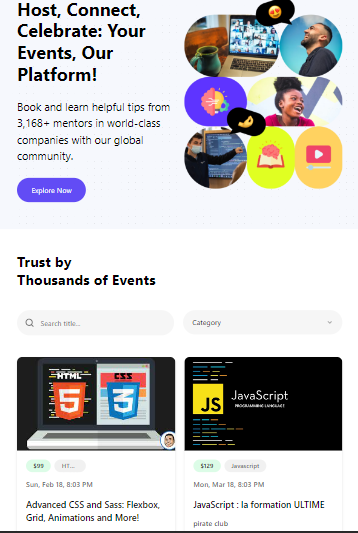 Host, Connect,
Celebrate: Your
Events, Our
Platform!
Book and learn helpful tips from
3,168+ mentors in world-class
companies with our global
community.
Explore Now
Trust by
Thousands of Events
Search title...
Category
HTML
CSS
5
3
JS
JavaScript
PROGRAMMING LANGUAGE
$99
HT...
$129
Javascript
Sun, Feb 18, 8:03 PM
Mon, Mar 18, 8:03 PM
Advanced CSS and Sass: Flexbox,
Grid, Animations and More!
JavaScript : la formation ULTIME
pirate club